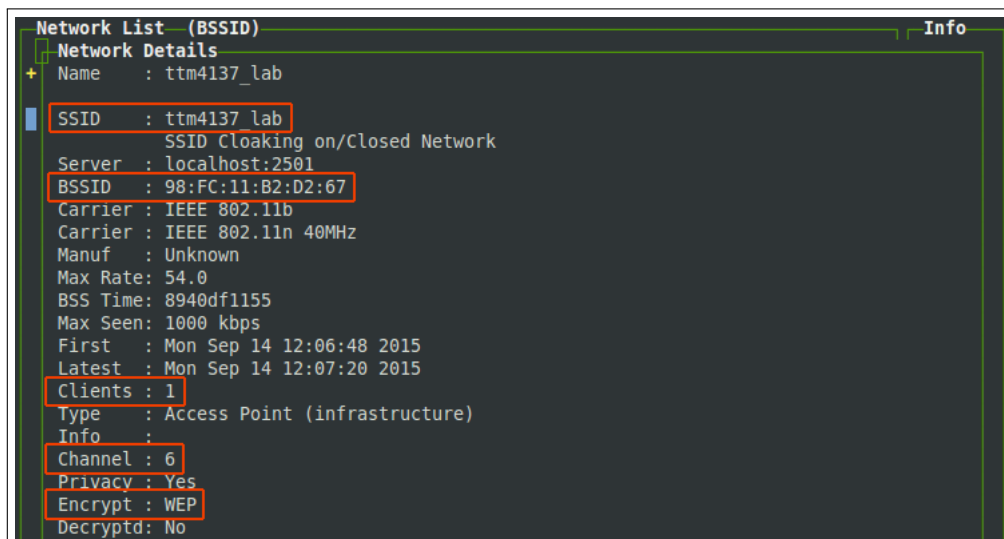 Network List—(BSSID) Info
Network Details
+ Name : ttm4137_lab
SSID : ttm4137_lab
SSID Cloaking on/Closed Network
Server : localhost:2501
BSSID : 98:FC:11:B2:D2:67
Carrier : IEEE 802.11b
Carrier : IEEE 802.11n 40MHz
Manuf : Unknown
Max Rate: 54.0
BSS Time: 8940df1155
Max Seen: 1000 kbps
First : Mon Sep 14 12:06:48 2015
Latest : Mon Sep 14 12:07:20 2015
Clients : 1
Type : Access Point (infrastructure)
Info :
Channel : 6
Privacy : Yes
Encrypt : WEP
Decryptd: No